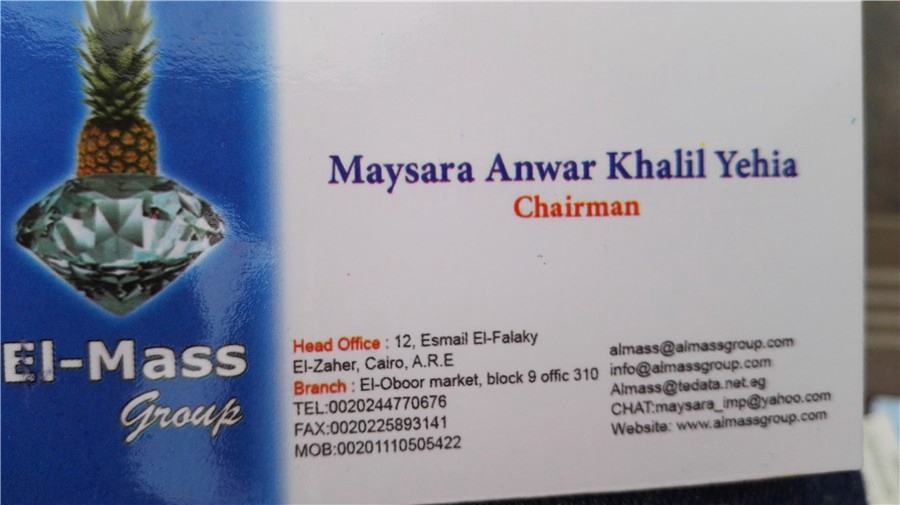 Maysara Anwar Khalil Yehia
Chairman
El-Mass
Group
Head Office : 12, Esmail El-Falaky
El-Zaher, Cairo, A.R.E
Branch : El-Oboor market, block 9 offic 310
TEL:0020244770676
FAX:0020225893141
MOB:00201110505422
almass@almassgroup.com
info@almassgroup.com
Almass@tedata.net.eg
CHAT:maysara_imp@yahoo.com
Website: www.almassgroup.com